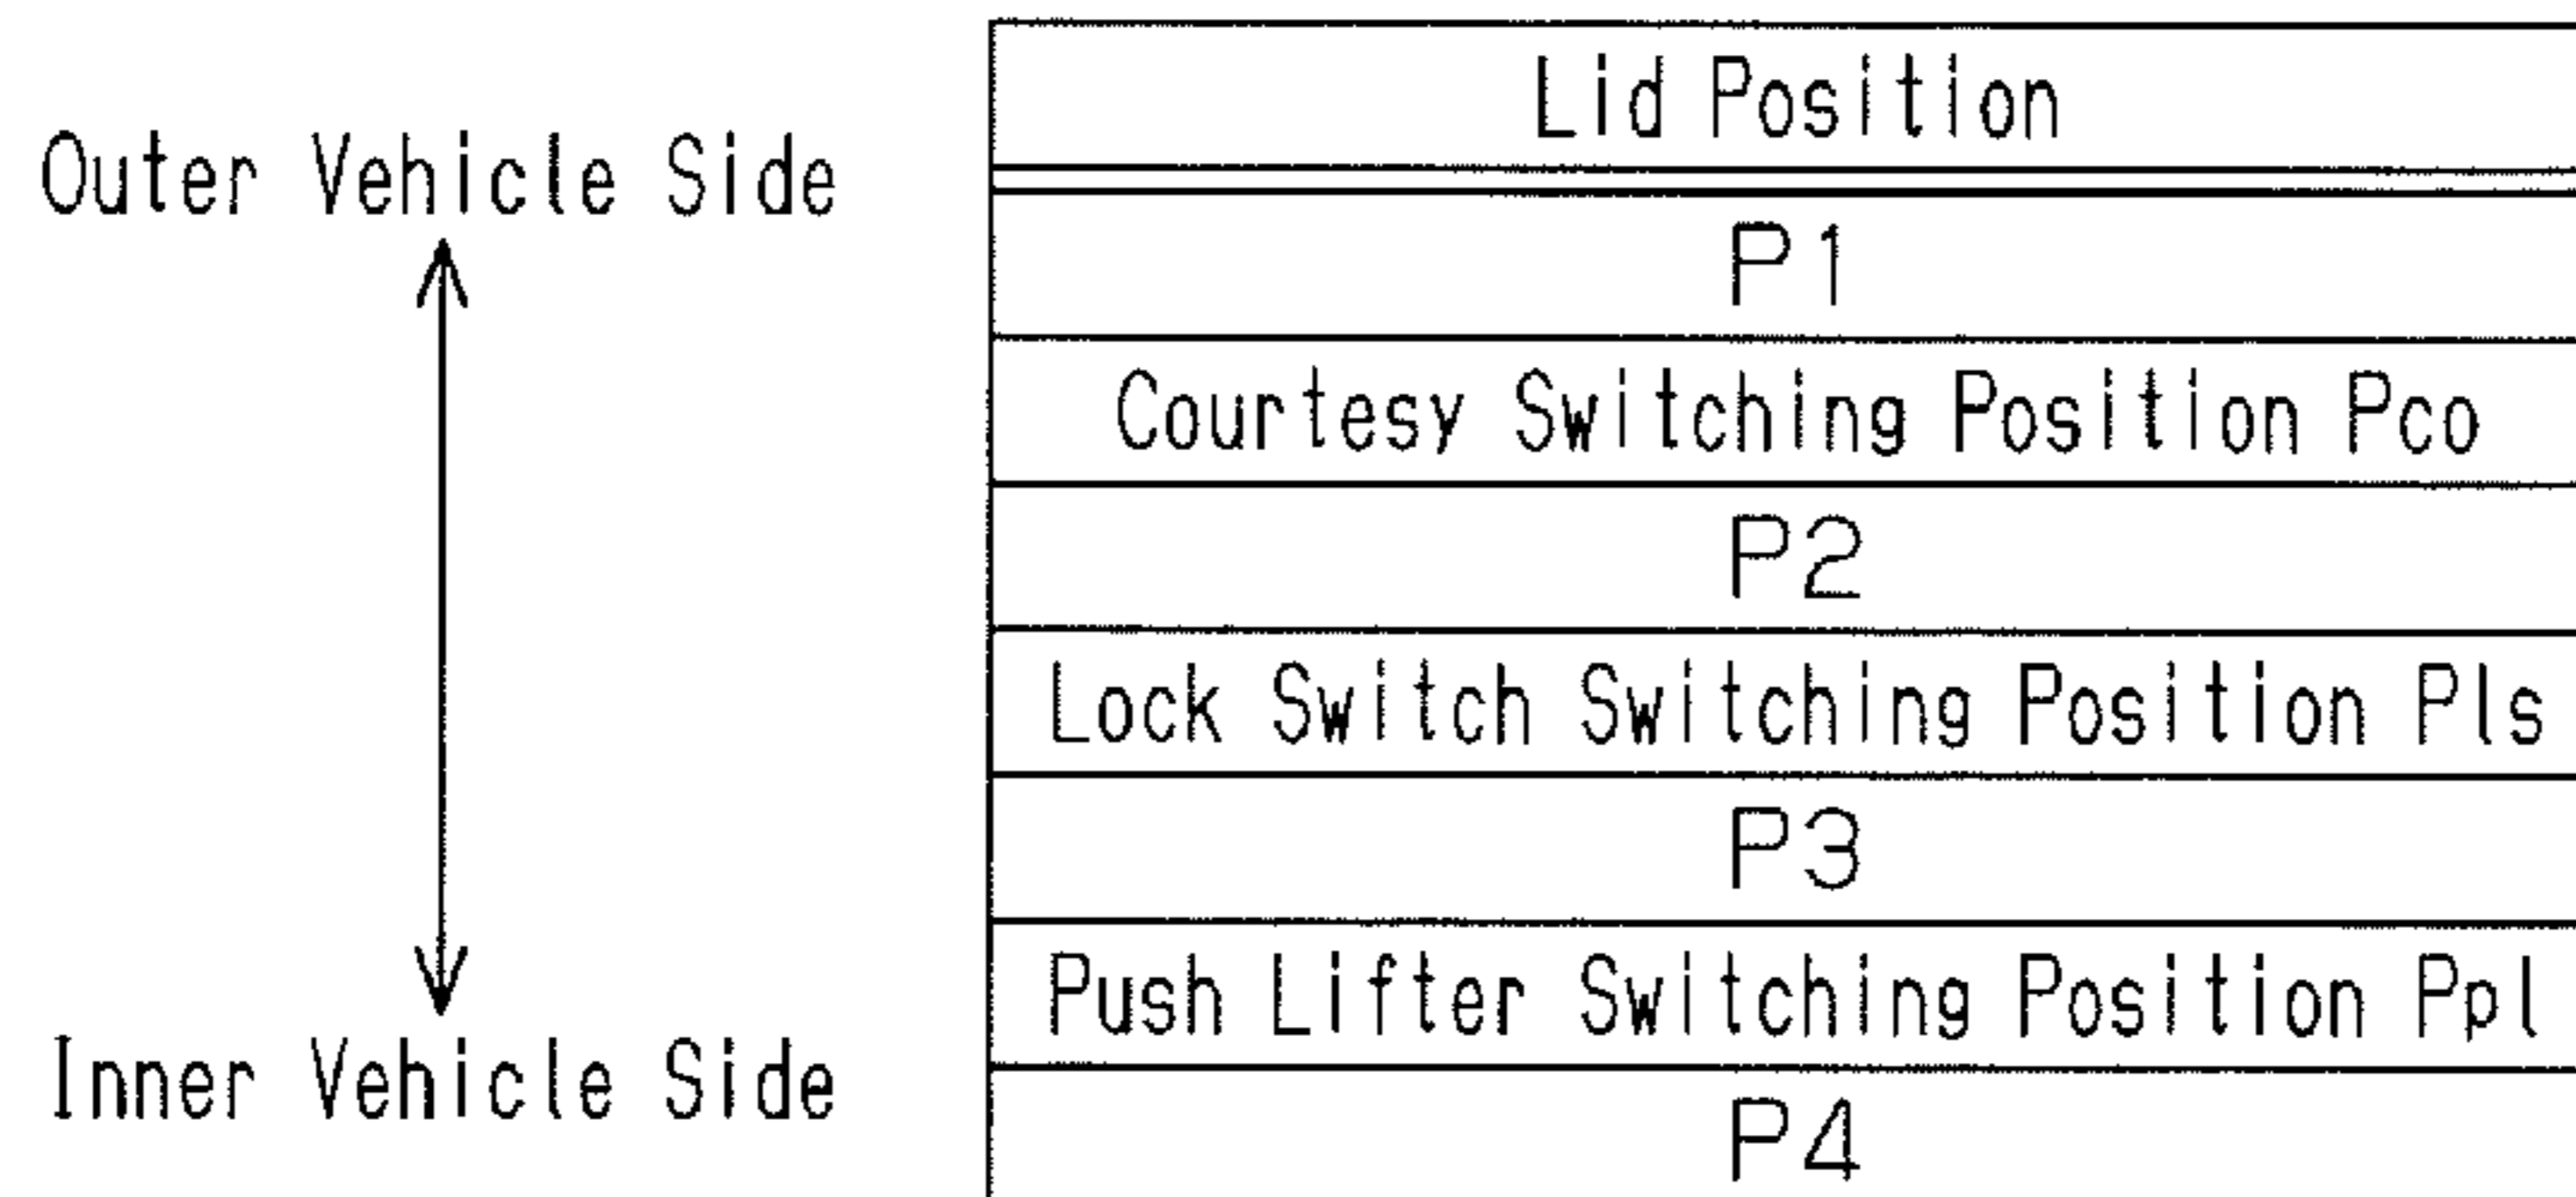 Outer Vehicle Side
Inner Vehicle Side
Lid Position
P1
Courtesy Switching Position Pco
P2
Lock Switch Switching Position Pls
P3
Push Lifter Switching Position Ppl
P4